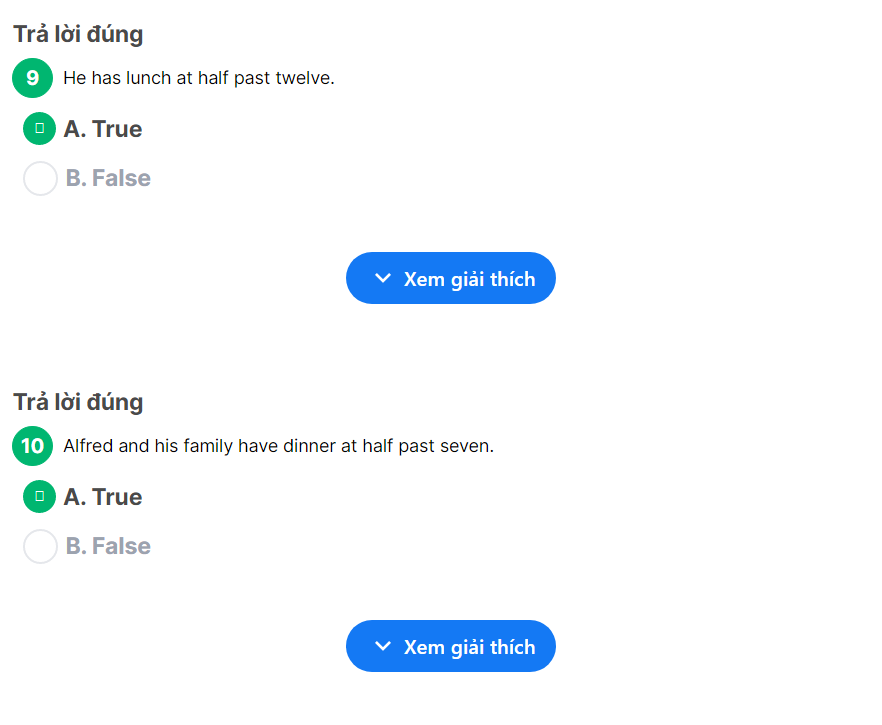 Trả lời đúng
9 He has lunch at half past twelve.
A. True
B. False
Xem giải thích
Trả lời đúng
10 Alfred and his family have dinner at half past seven.
A. True
B. False
Xem giải thích